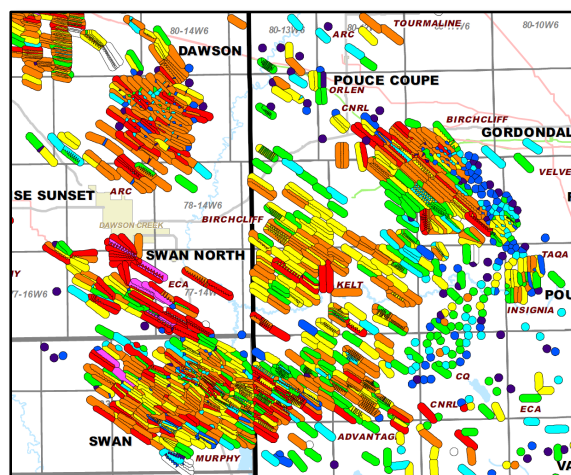 80-14W6
80-13W6
80-10W6
TOURMALINE
ARC
DAWSON
POUCE COUPE
ORLEN
CNRL
BIRCHCLIFF
GORDONDAL
VELVE
ARC
SE SUNSET
78-14W6
BIRCHCLIFF
DAWSON CREEK
SWAN NORTH
TAQA
77-16W6
ECA
77-14
KELT
POU
INSIGNIA
CQ
CNRL
ECA
SWAN
MURPHY
ADVANTAG